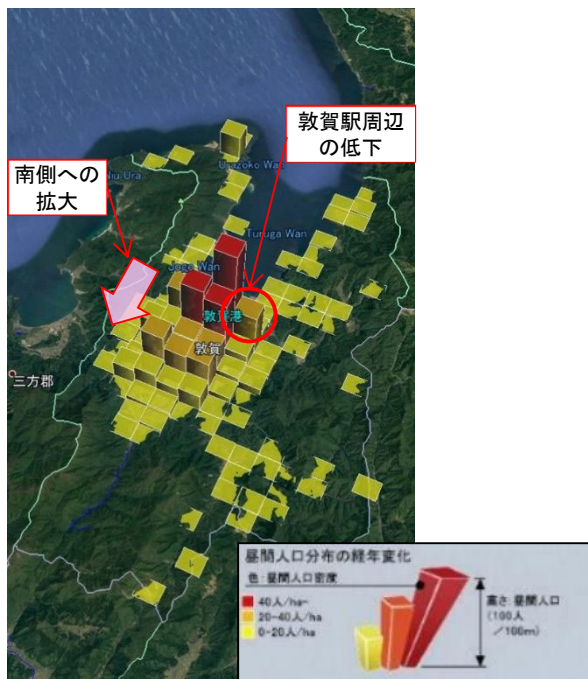 敦賀駅周辺
の低下
南側への
拡大
Urazoko Wan
Niu Ura
Turuga Wan
Jogo Wan
敦賀港
敦賀
三方郡
昼間人口分布の経年変化
色:昼間人口密度
40人/ha~
20-40人/ha
0-20人/ha
高さ:昼間人口
(100人
/100m)